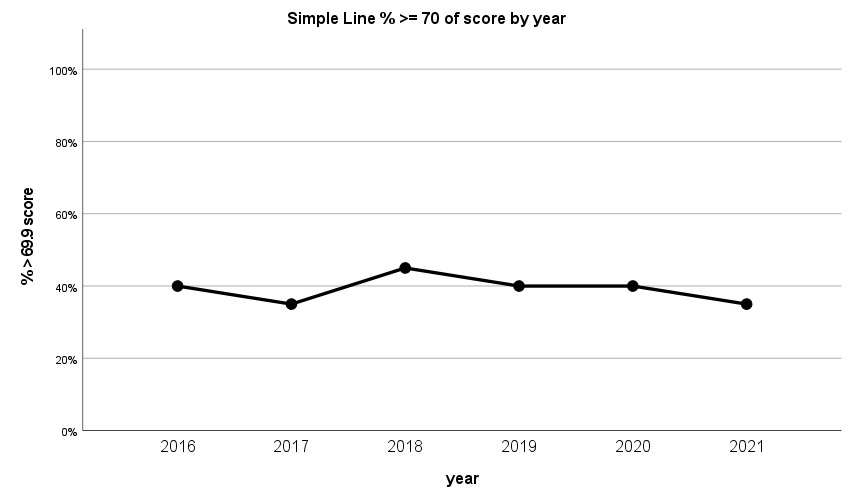 Simple Line % >= 70 of score by year
% > 69.9 score
100%
80%
60%
40%
20%
0%
2016 2017 2018 2019 2020 2021
year